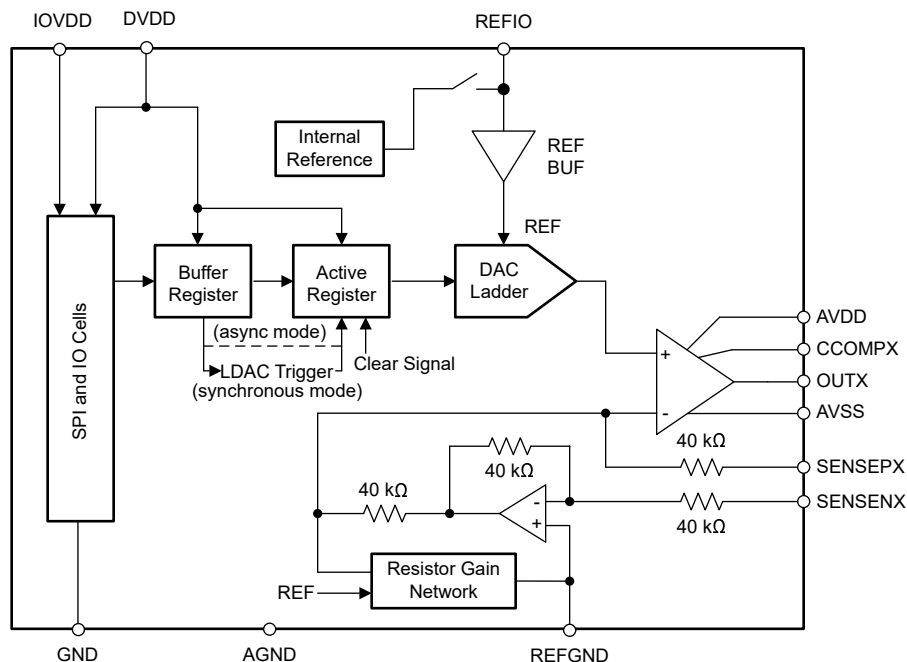 IOVDD
DVDD
REFIO
Internal
Reference
REF
BUF
REF
SPI and IO Cells
Buffer
Register
Active
Register
DAC
Ladder
(async mode)
LDAC Trigger
(synchronous mode)
Clear Signal
+
-
AVDD
CCOMPX
OUTX
AVSS
40 kΩ
SENSEPX
40 kΩ
SENSENX
40 kΩ
40 kΩ
-
+
Resistor Gain
Network
REF
GND
AGND
REFGND